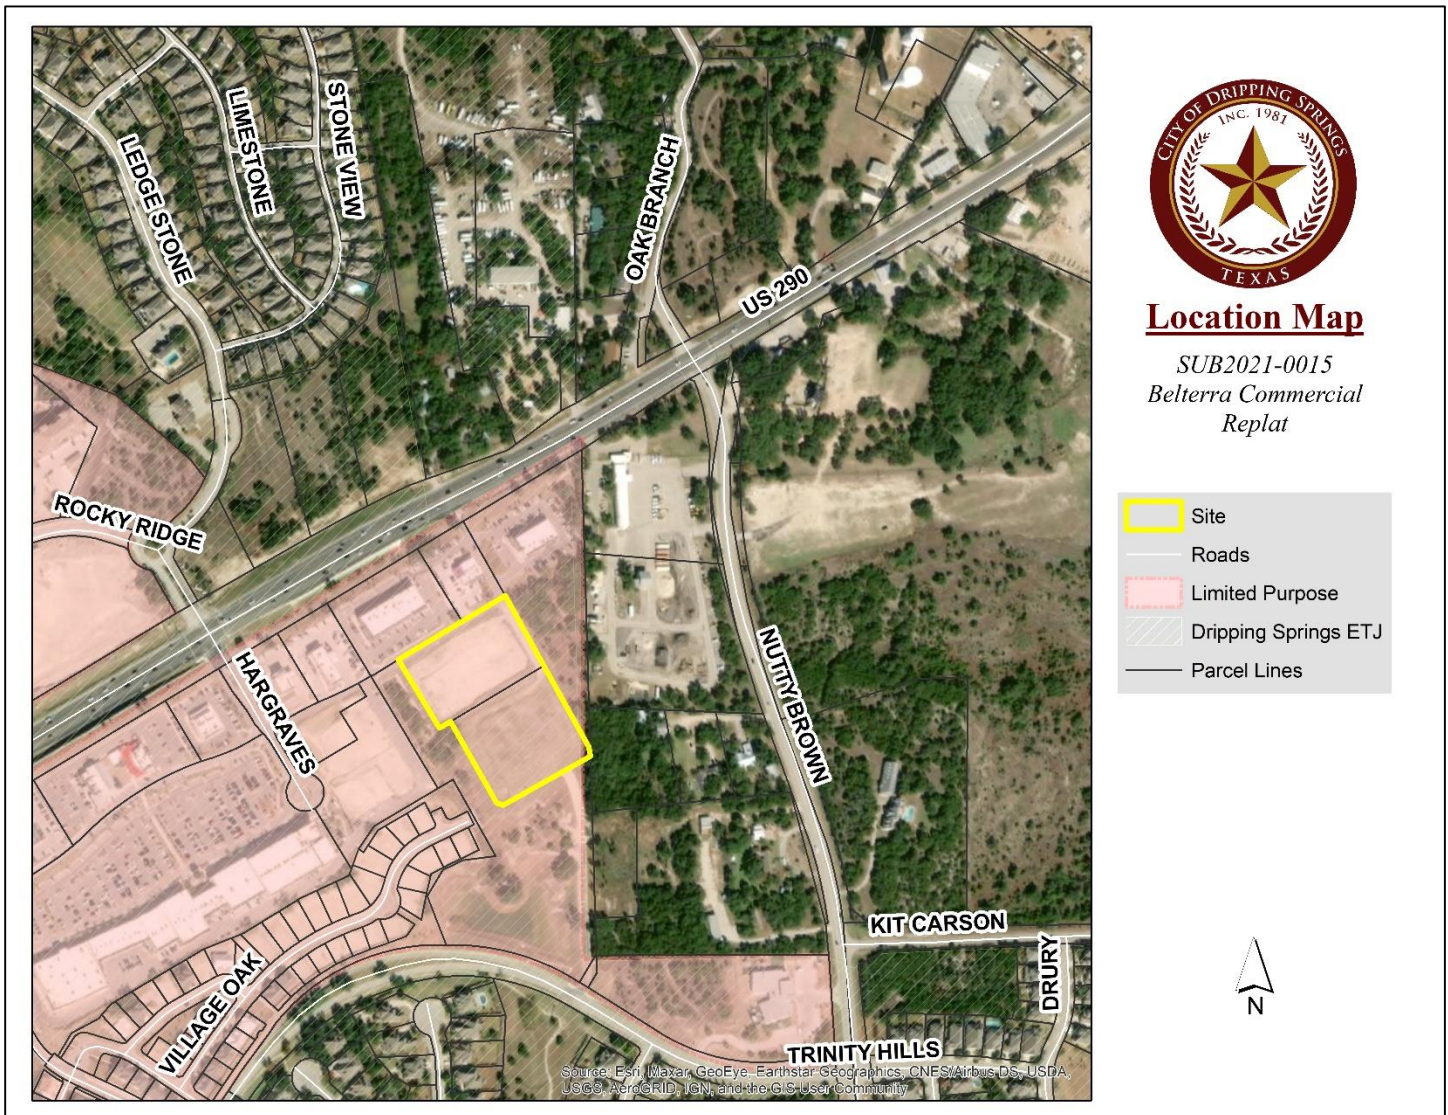 LEDGE STONE
LIMESTONE
STONE VIEW
OAK BRANCH
US 290
ROCKY RIDGE
HARGRAVES
NUTTY BROWN
VILLAGE OAK
KIT CARSON
DRURY
TRINITY HILLS
Source: Esri, Maxar, GeoEye, Earthstar Geographics, CNES/Airbus DS, USDA,
USGS, AeroGRID, IGN, and the GIS User Community
CITY OF DRIPPING SPRINGS
INC. 1981
TEXAS
Location Map
SUB2021-0015
Belterra Commercial
Replat
Site
Roads
Limited Purpose
Dripping Springs ETJ
Parcel Lines
N